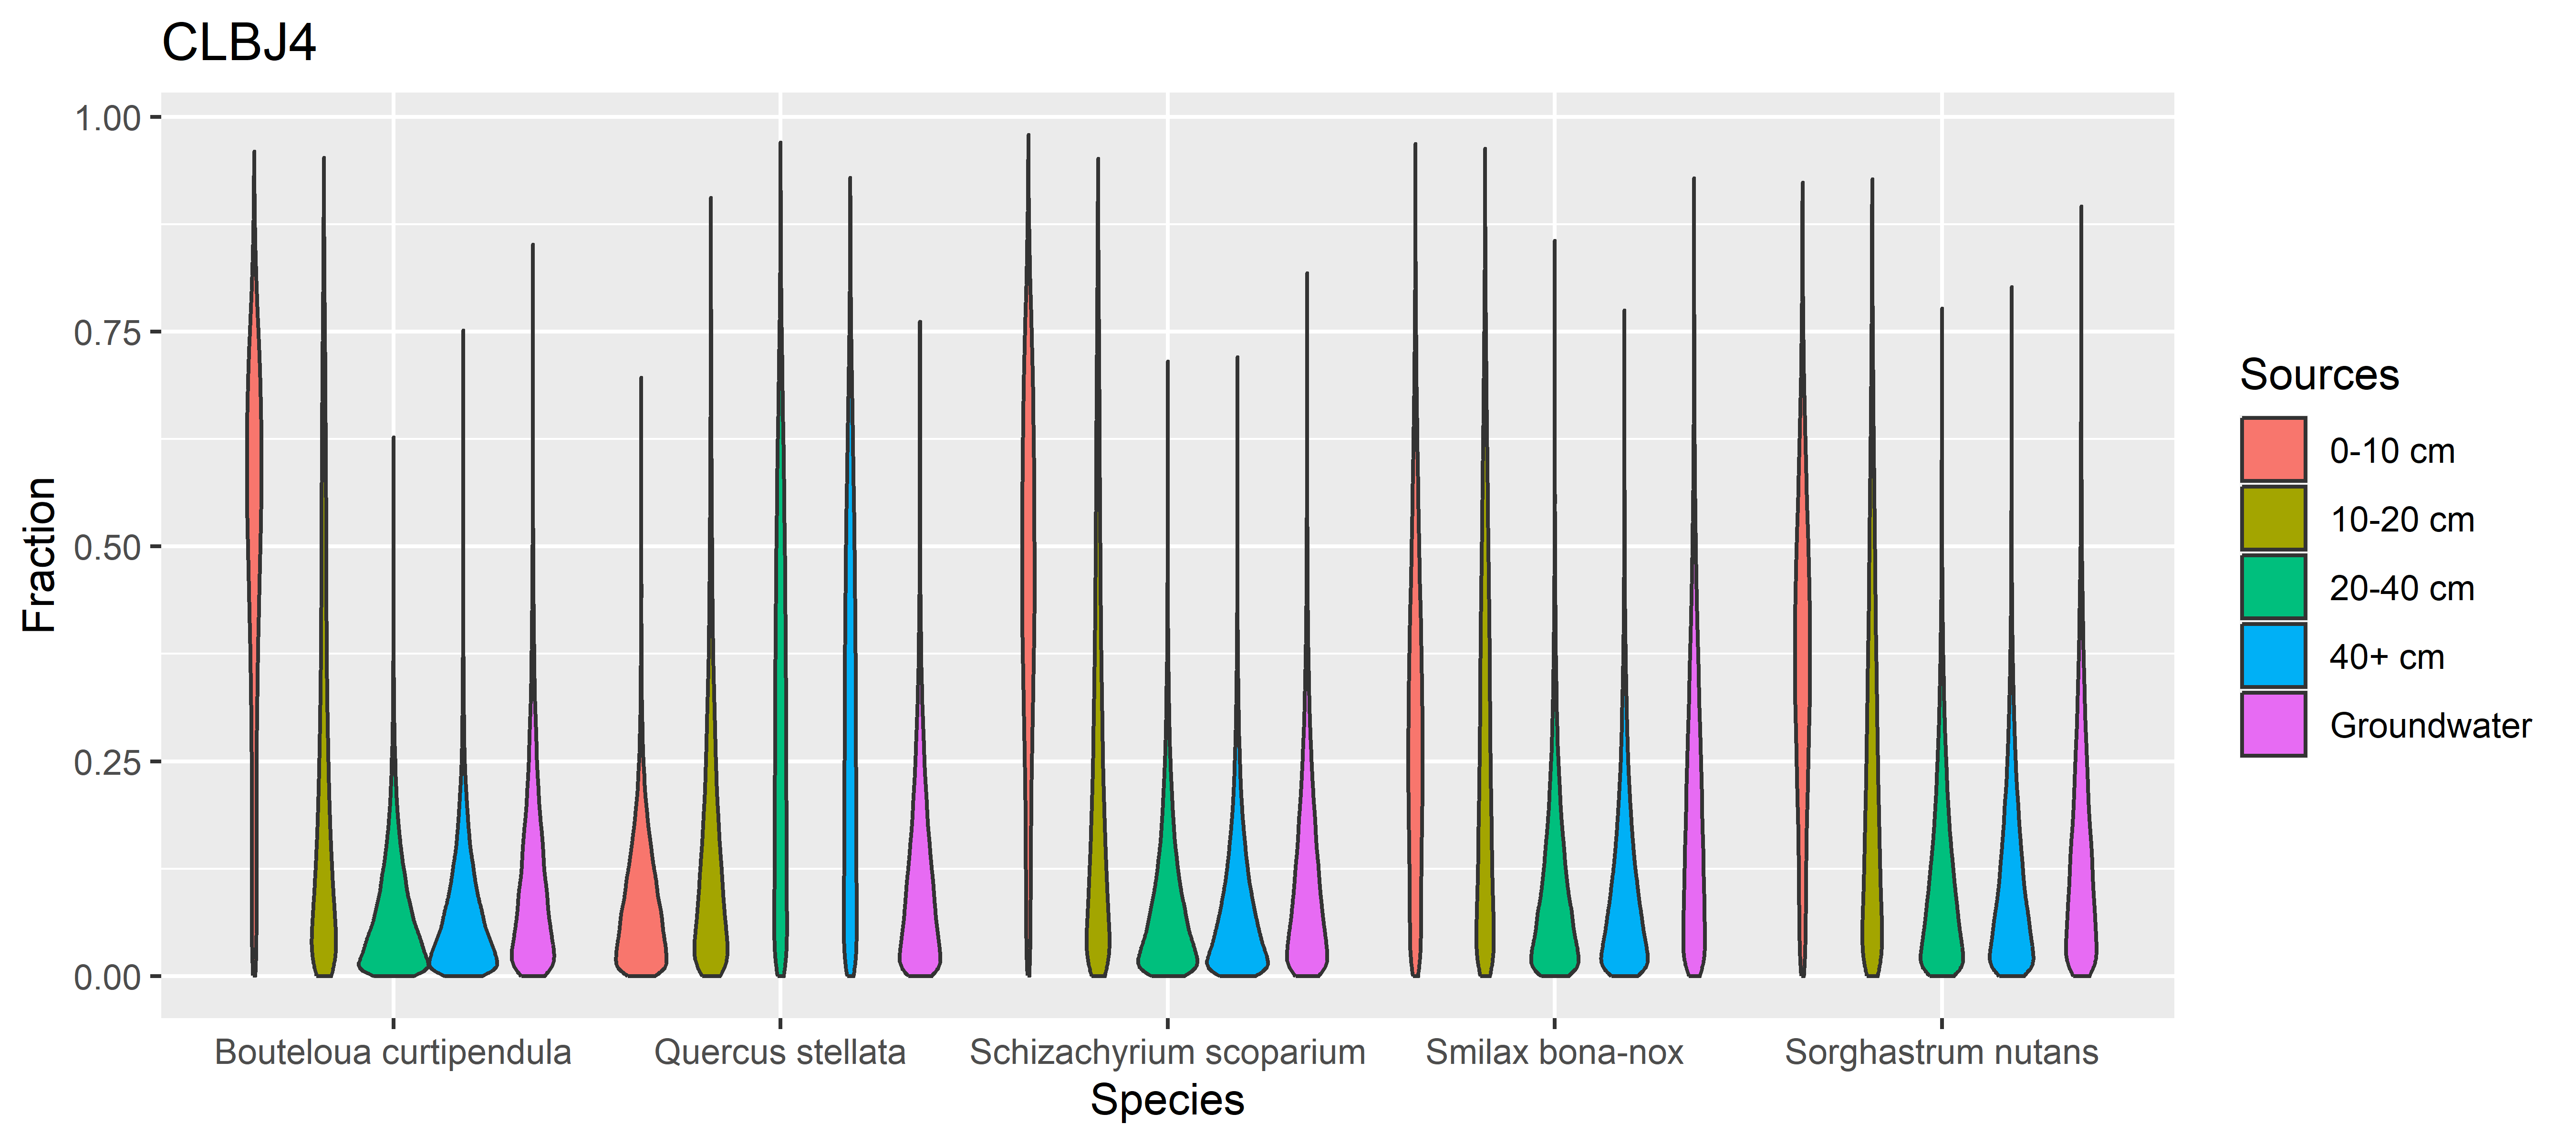 CLBJ4
1.00
0.75
0.50
0.25
0.00
Fraction
Bouteloua curtipendula
Quercus stellata
Schizachyrium scoparium
Smilax bona-nox
Sorghastrum nutans
Species
Sources
0-10 cm
10-20 cm
20-40 cm
40+ cm
Groundwater